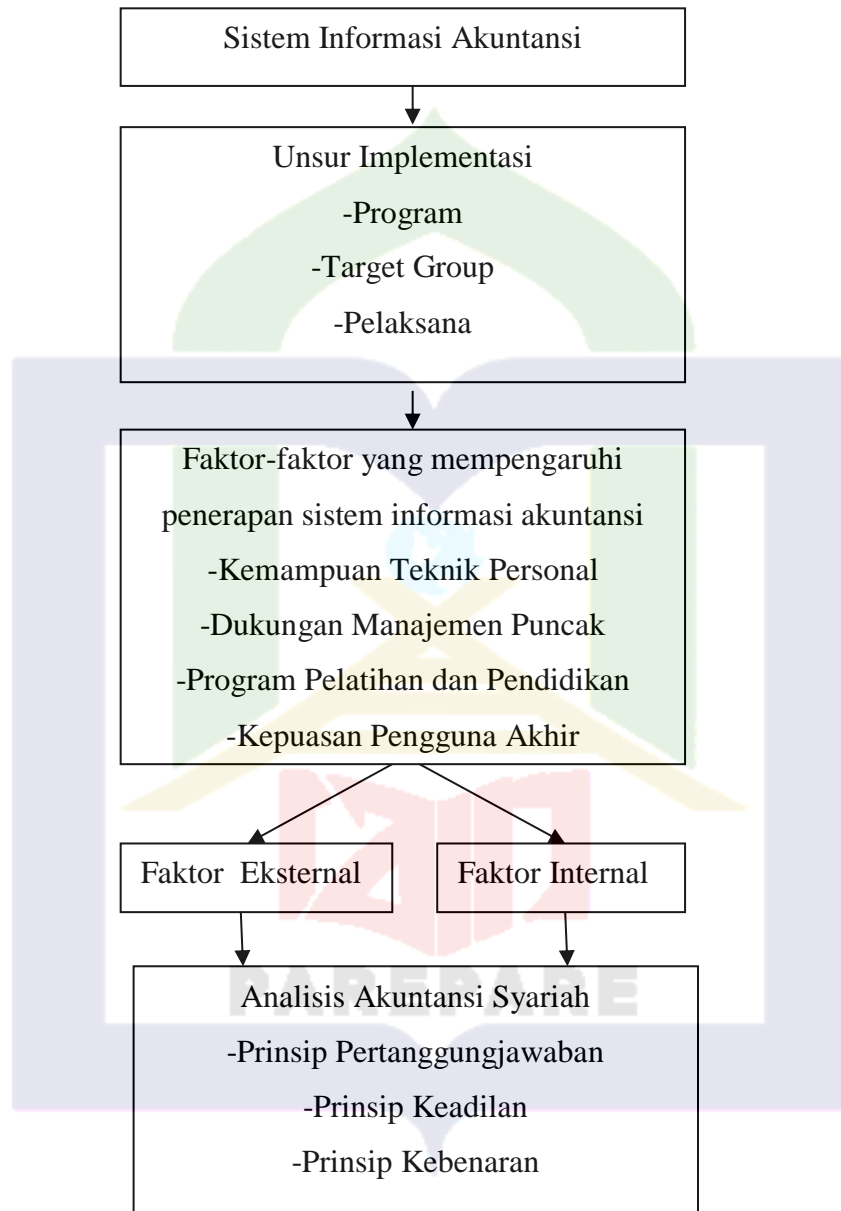 Sistem Informasi Akuntansi
Unsur Implementasi
-Program
-Target Group
-Pelaksana
Faktor-faktor yang mempengaruhi
penerapan sistem informasi akuntansi
-Kemampuan Teknik Personal
-Dukungan Manajemen Puncak
-Program Pelatihan dan Pendidikan
-Kepuasan Pengguna Akhir
Faktor Eksternal
Faktor Internal
PAREPARE
Analisis Akuntansi Syariah
-Prinsip Pertanggungjawaban
-Prinsip Keadilan
-Prinsip Kebenaran